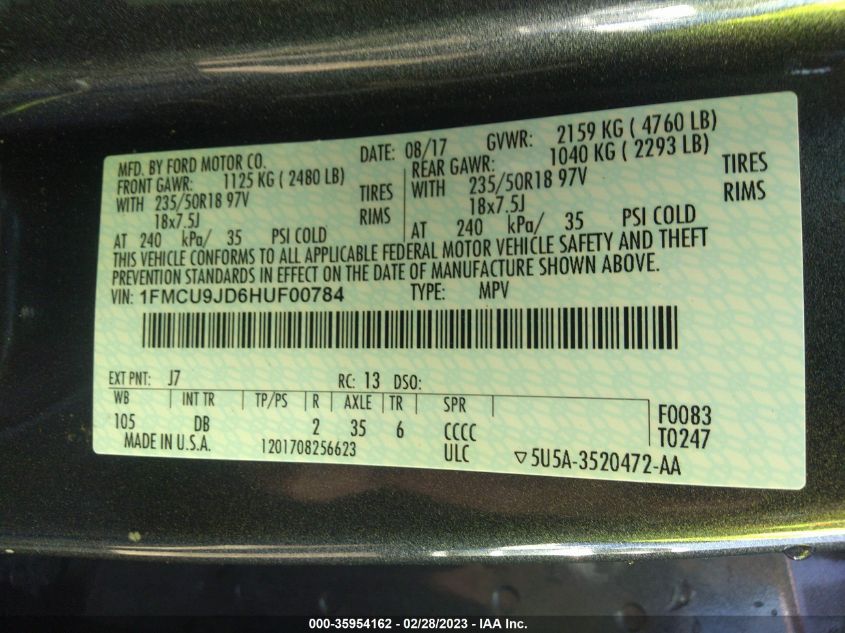 MFD. BY FORD MOTOR CO. DATE: 08/17 GVWR: 2159 KG ( 4760 LB)
FRONT GAWR: 1125 KG ( 2480 LB) REAR GAWR: 1040 KG ( 2293 LB)
WITH 235/50R18 97V TIRES WITH 235/50R18 97V TIRES
18x7.5J RIMS 18x7.5J RIMS
AT 240 kPa/ 35 PSI COLD AT 240 kPa/ 35 PSI COLD
THIS VEHICLE CONFORMS TO ALL APPLICABLE FEDERAL MOTOR VEHICLE SAFETY AND THEFT
PREVENTION STANDARDS IN EFFECT ON THE DATE OF MANUFACTURE SHOWN ABOVE.
VIN: 1FMCU9JD6HUF00784 TYPE: MPV
EXT PNT: J7 RC: 13 DSO:
WB INT TR TP/PS R AXLE TR SPR
105 DB 2 35 6 CCCC F0083
MADE IN U.S.A. 1201708256623 ULC T0247
▽5U5A-3520472-AA
000-35954162 - 02/28/2023 - IAA Inc.